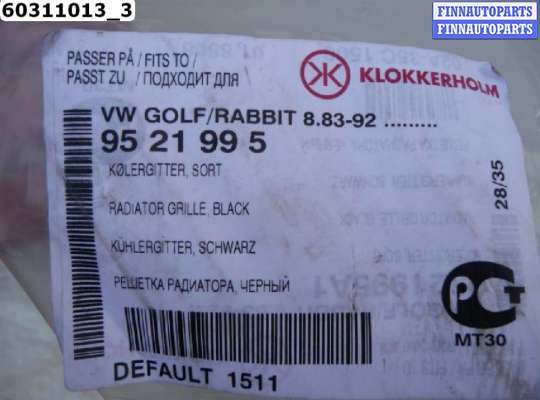 60311013_3
FINNAUTOPARTS
FINNAUTOPARTS
PASSER PÅ / FITS TO /
PASST ZU / ПОДХОДИТ ДЛЯ
KLOKKERHOLM
VW GOLF/RABBIT 8.83-92 .........
95 21 99 5
KØLERGITTER, SORT
RADIATOR GRILLE, BLACK
KÜHLERGITTER, SCHWARZ
РЕШЕТКА РАДИАТОРА, ЧЕРНЫЙ
28/35
РСТ
MT30
DEFAULT 1511